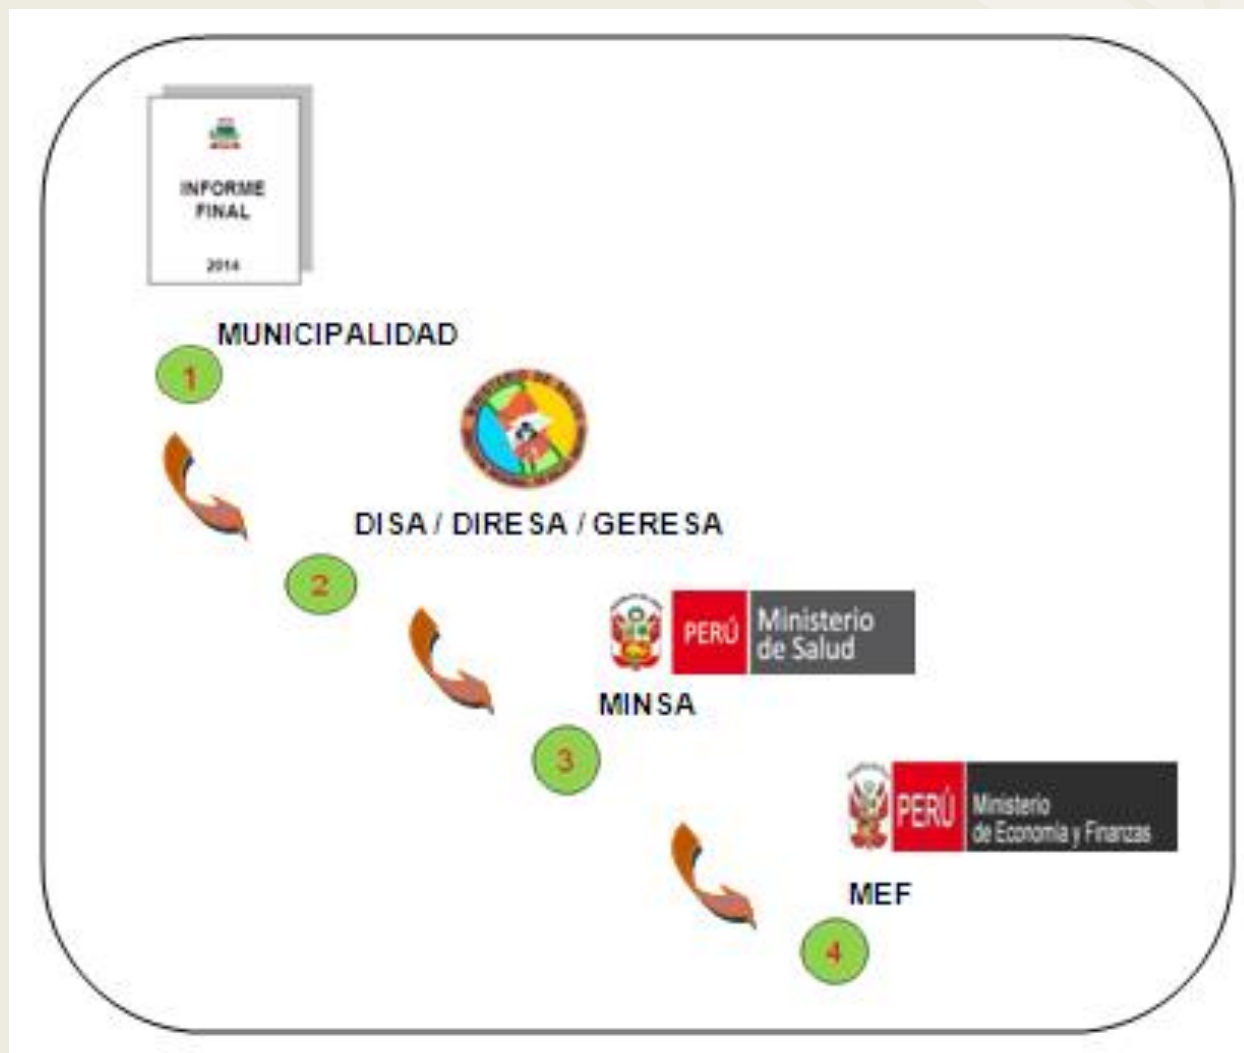 INFORME
FINAL
2014
MUNICIPALIDAD
1
DISA / DIRESA / GERESA
2
PERÚ
Ministerio
de Salud
MINSA
3
PERÚ
Ministerio
de Economía y Finanzas
MEF
4